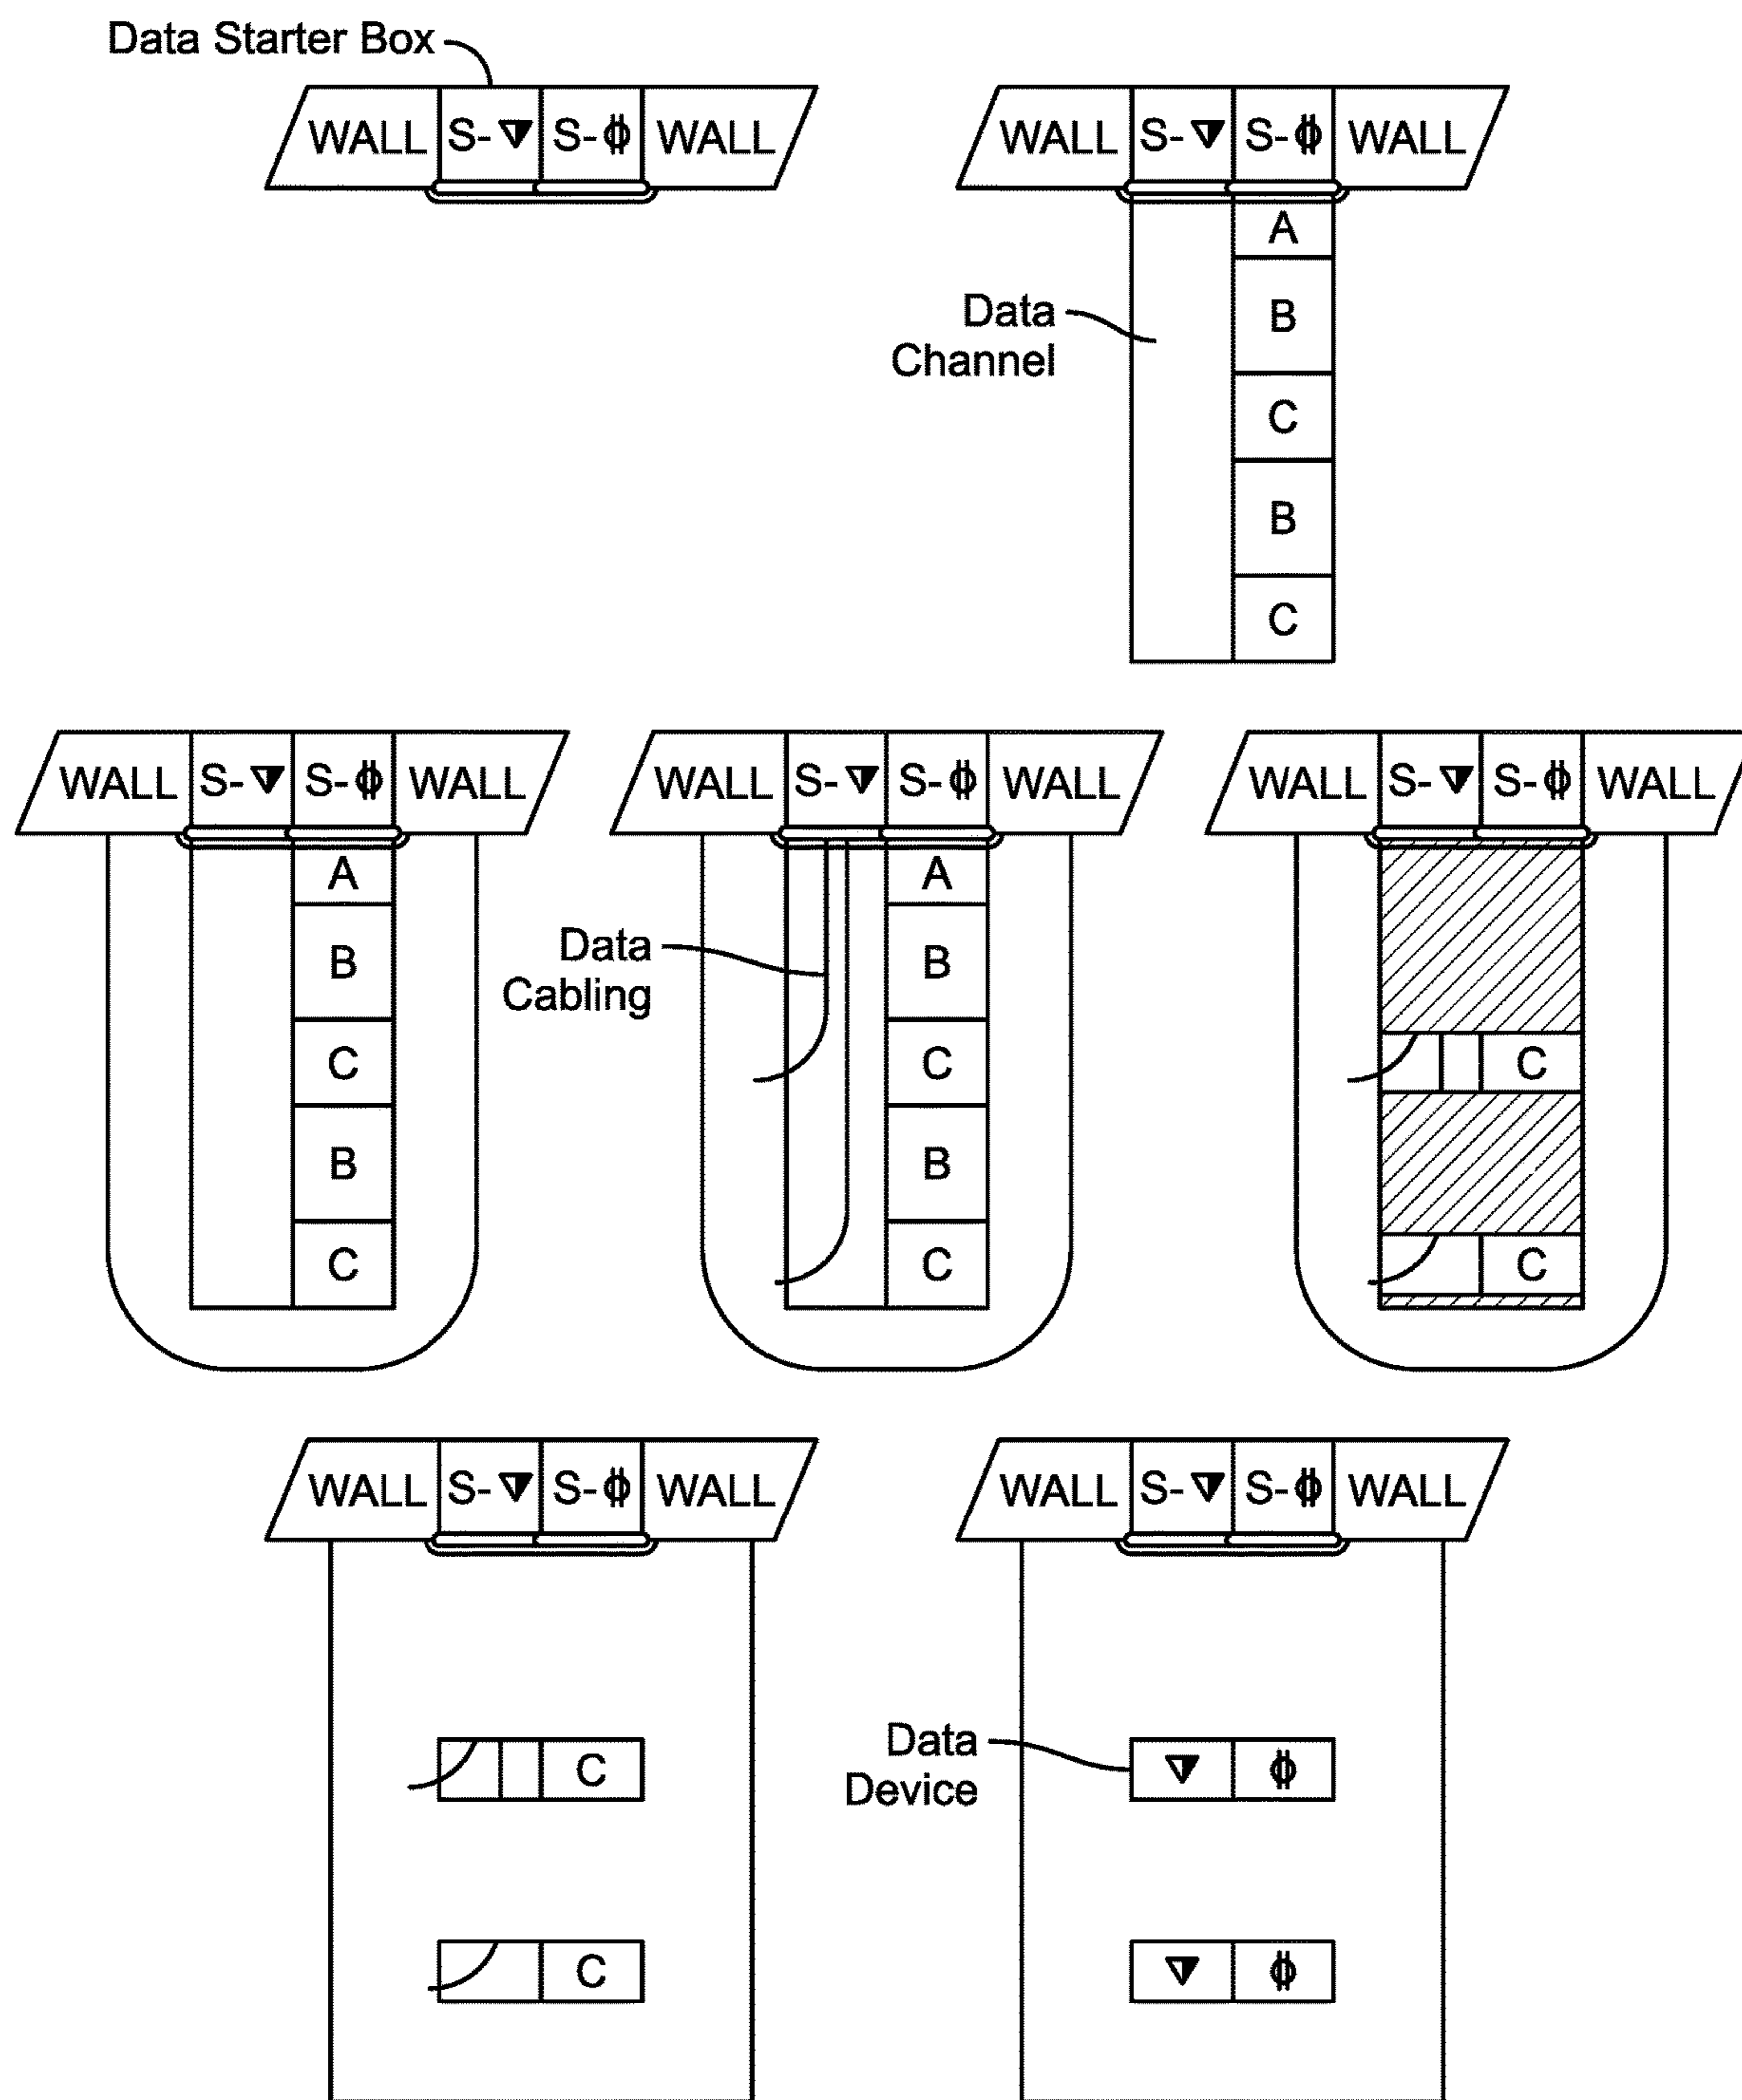 Data Starter Box
WALL S-▼ S-ф WALL
WALL S-▼ S-ф WALL
A
Data
Channel
B
C
B
C
WALL S-▼ S-ф WALL
WALL S-▼ S-ф WALL
WALL S-▼ S-ф WALL
A
B
C
B
C
A
Data
Cabling
B
C
B
C
C
C
WALL S-▼ S-ф WALL
C
C
WALL S-▼ S-ф WALL
Data
Device
▼ ф
▼ ф